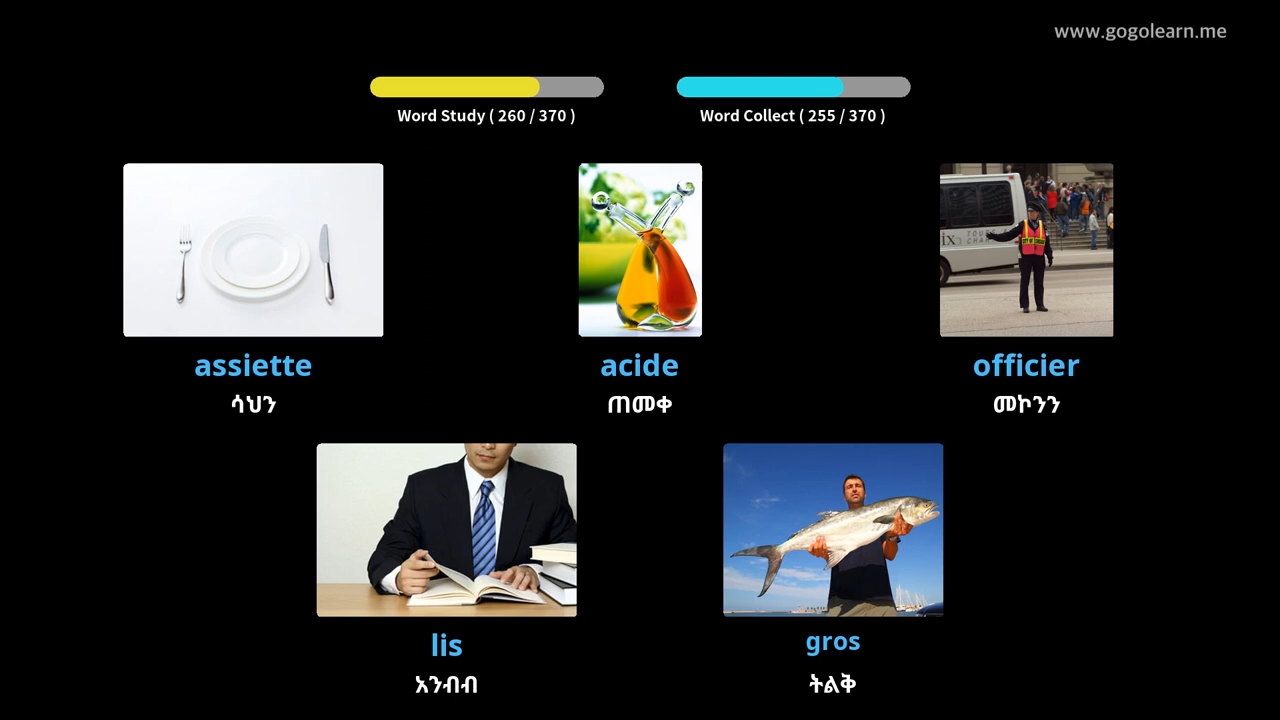 www.gogolearn.me
Word Study ( 260 / 370 )
Word Collect ( 255 / 370 )
assiette
ሳህን
acide
ጠመቀ
officier
መኮንን
lis
አንብብ
gros
ትልቅ